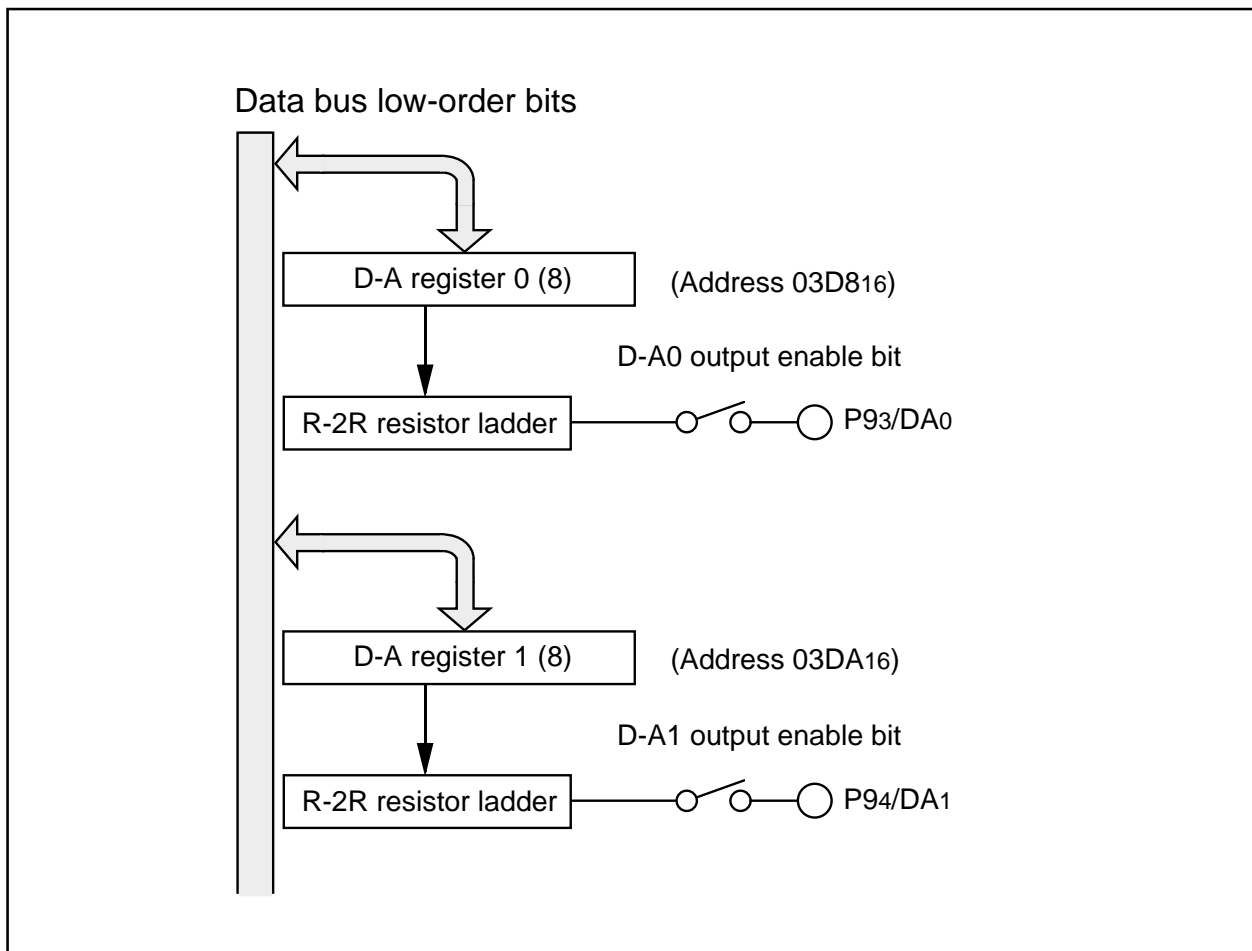 Data bus low-order bits
D-A register 0 (8)
(Address 03D816)
D-A0 output enable bit
R-2R resistor ladder
P93/DA0
D-A register 1 (8)
(Address 03DA16)
D-A1 output enable bit
R-2R resistor ladder
P94/DA1